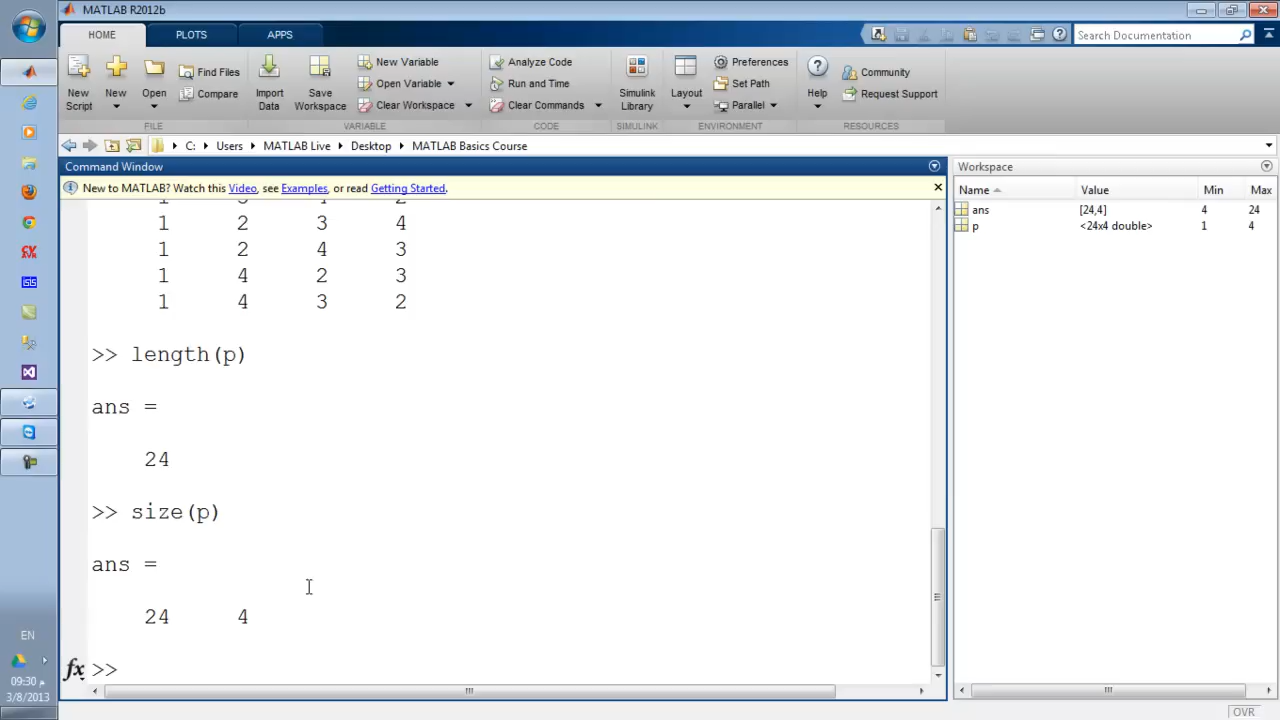 MATLAB R2012b
HOME PLOTS APPS
Search Documentation
New Script
New
Open
Find Files
Compare
FILE
Import Data
Save Workspace
New Variable
Open Variable
Clear Workspace
VARIABLE
Analyze Code
Run and Time
Clear Commands
CODE
Simulink Library
SIMULINK
Layout
Preferences
Set Path
Parallel
ENVIRONMENT
Help
Community
Request Support
RESOURCES
C: Users MATLAB Live Desktop MATLAB Basics Course
Command Window
New to MATLAB? Watch this Video, see Examples, or read Getting Started.
1 2 3 4
1 2 4 3
1 4 2 3
1 4 3 2
>> length(p)
ans =
24
>> size(p)
ans =
24 4
fx >>
Workspace
Name Value Min Max
ans [24,4] 4 24
p <24x4 double> 1 4
EN
09:30 م
3/8/2013
OVR